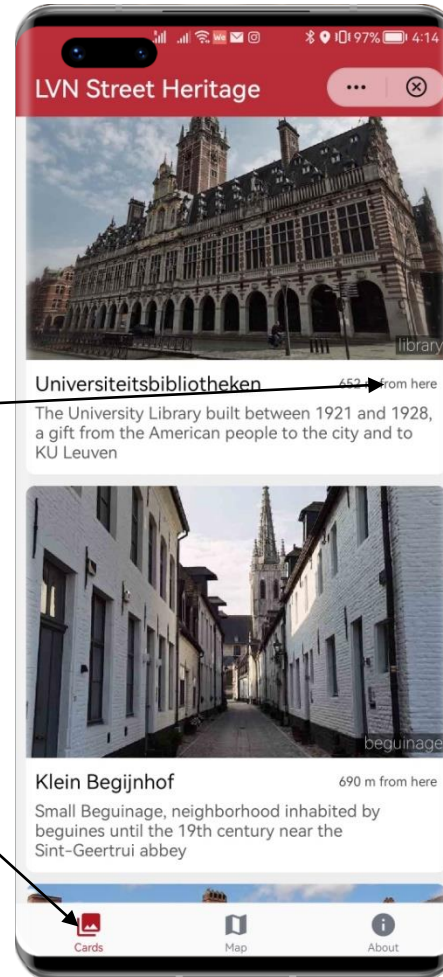 We 97% 4:14
LVN Street Heritage
library
Universiteitsbibliotheken 652 m from here
The University Library built between 1921 and 1928,
a gift from the American people to the city and to
KU Leuven
beguinage
Klein Begijnhof 690 m from here
Small Beguinage, neighborhood inhabited by
beguines until the 19th century near the
Sint-Geertrui abbey
Cards Map About